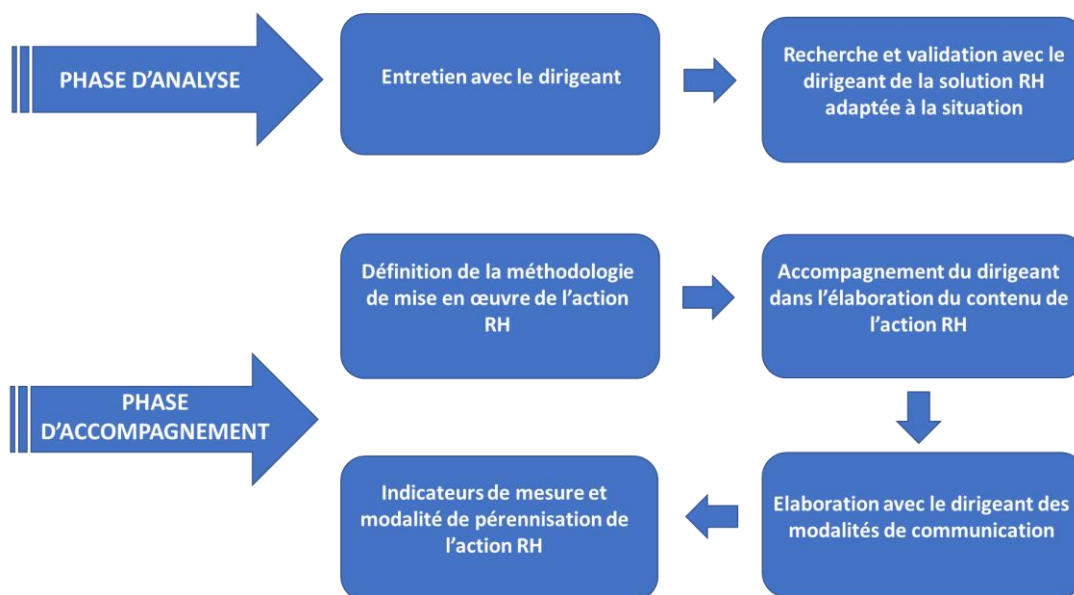 PHASE D'ANALYSE
Entretien avec le dirigeant
Recherche et validation avec le
dirigeant de la solution RH
adaptée à la situation
PHASE
D'ACCOMPAGNEMENT
Définition de la méthodologie
de mise en œuvre de l'action
RH
Accompagnement du dirigeant
dans l'élaboration du contenu de
l'action RH
Elaboration avec le dirigeant des
modalités de communication
Indicateurs de mesure et
modalité de pérennisation de
l'action RH